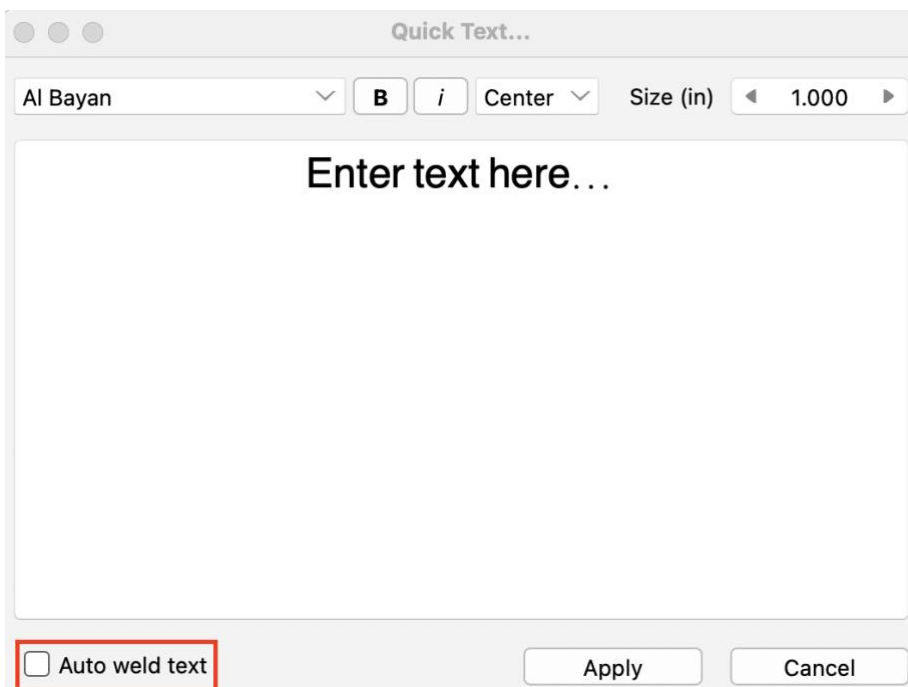 Quick Text...
Al Bayan B i Center Size (in) 1.000
Enter text here...
Auto weld text Apply Cancel